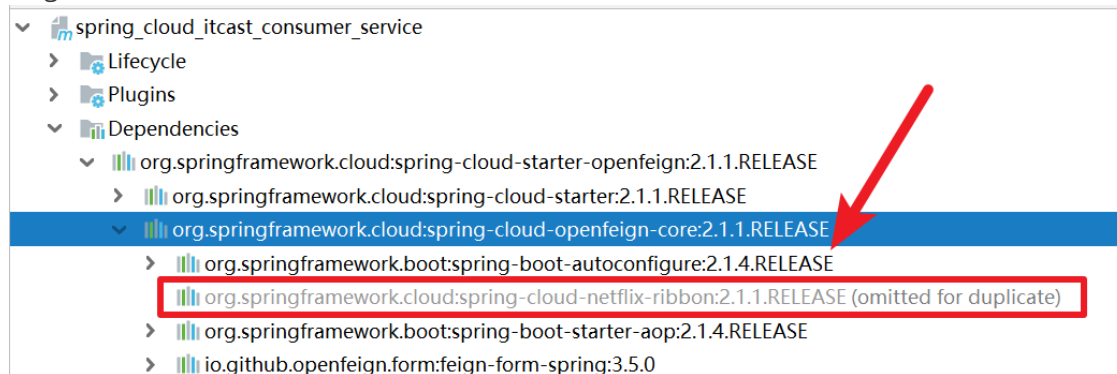 spring_cloud_itcast_consumer_service
Lifecycle
Plugins
Dependencies
org.springframework.cloud:spring-cloud-starter-openfeign:2.1.1.RELEASE
org.springframework.cloud:spring-cloud-starter:2.1.1.RELEASE
org.springframework.cloud:spring-cloud-openfeign-core:2.1.1.RELEASE
org.springframework.boot:spring-boot-autoconfigure:2.1.4.RELEASE
org.springframework.cloud:spring-cloud-netflix-ribbon:2.1.1.RELEASE (omitted for duplicate)
org.springframework.boot:spring-boot-starter-aop:2.1.4.RELEASE
io.github.openfeign.form:feign-form-spring:3.5.0